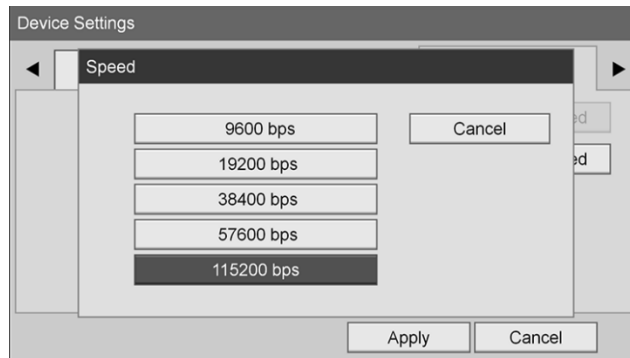 Device Settings
Speed
9600 bps
Cancel
19200 bps
38400 bps
57600 bps
115200 bps
Apply
Cancel